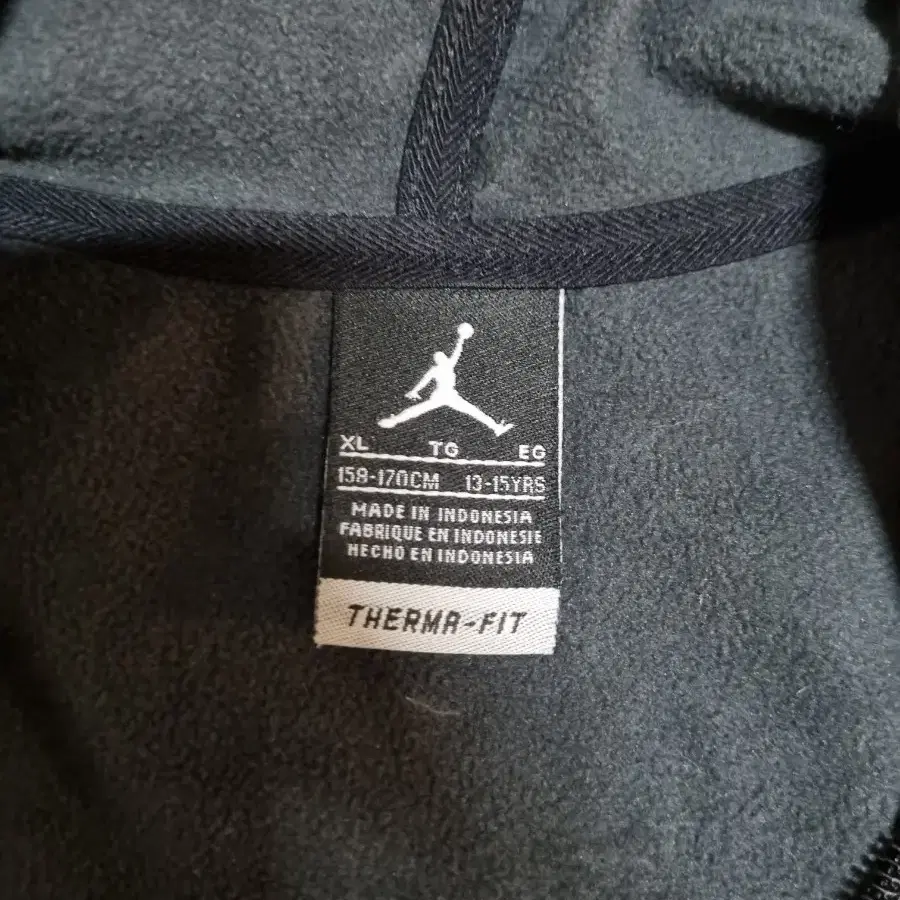 XL TG EG
158-170CM 13-15YRS
MADE IN INDONESIA
FABRIQUE EN INDONESIE
HECHO EN INDONESIA
THERMA-FIT